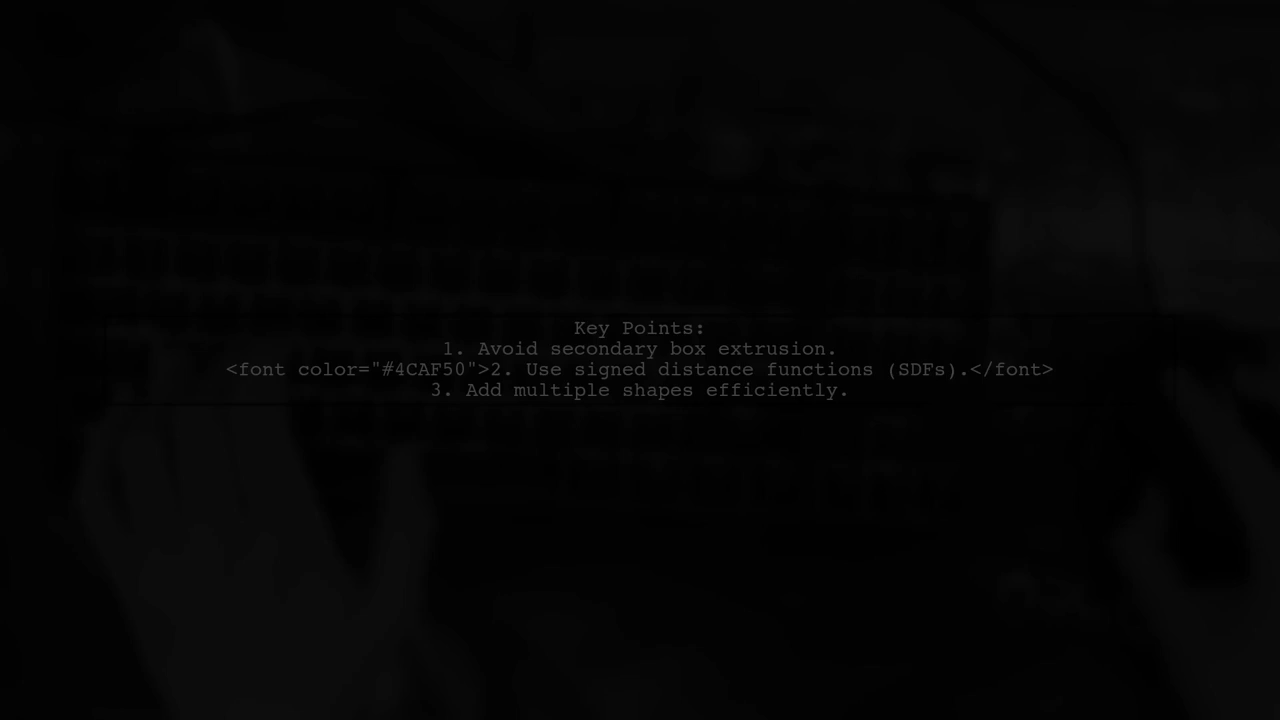 Key Points:
1. Avoid secondary box extrusion.
<font color="#4CAF50">2. Use signed distance functions (SDFs).</font>
3. Add multiple shapes efficiently.